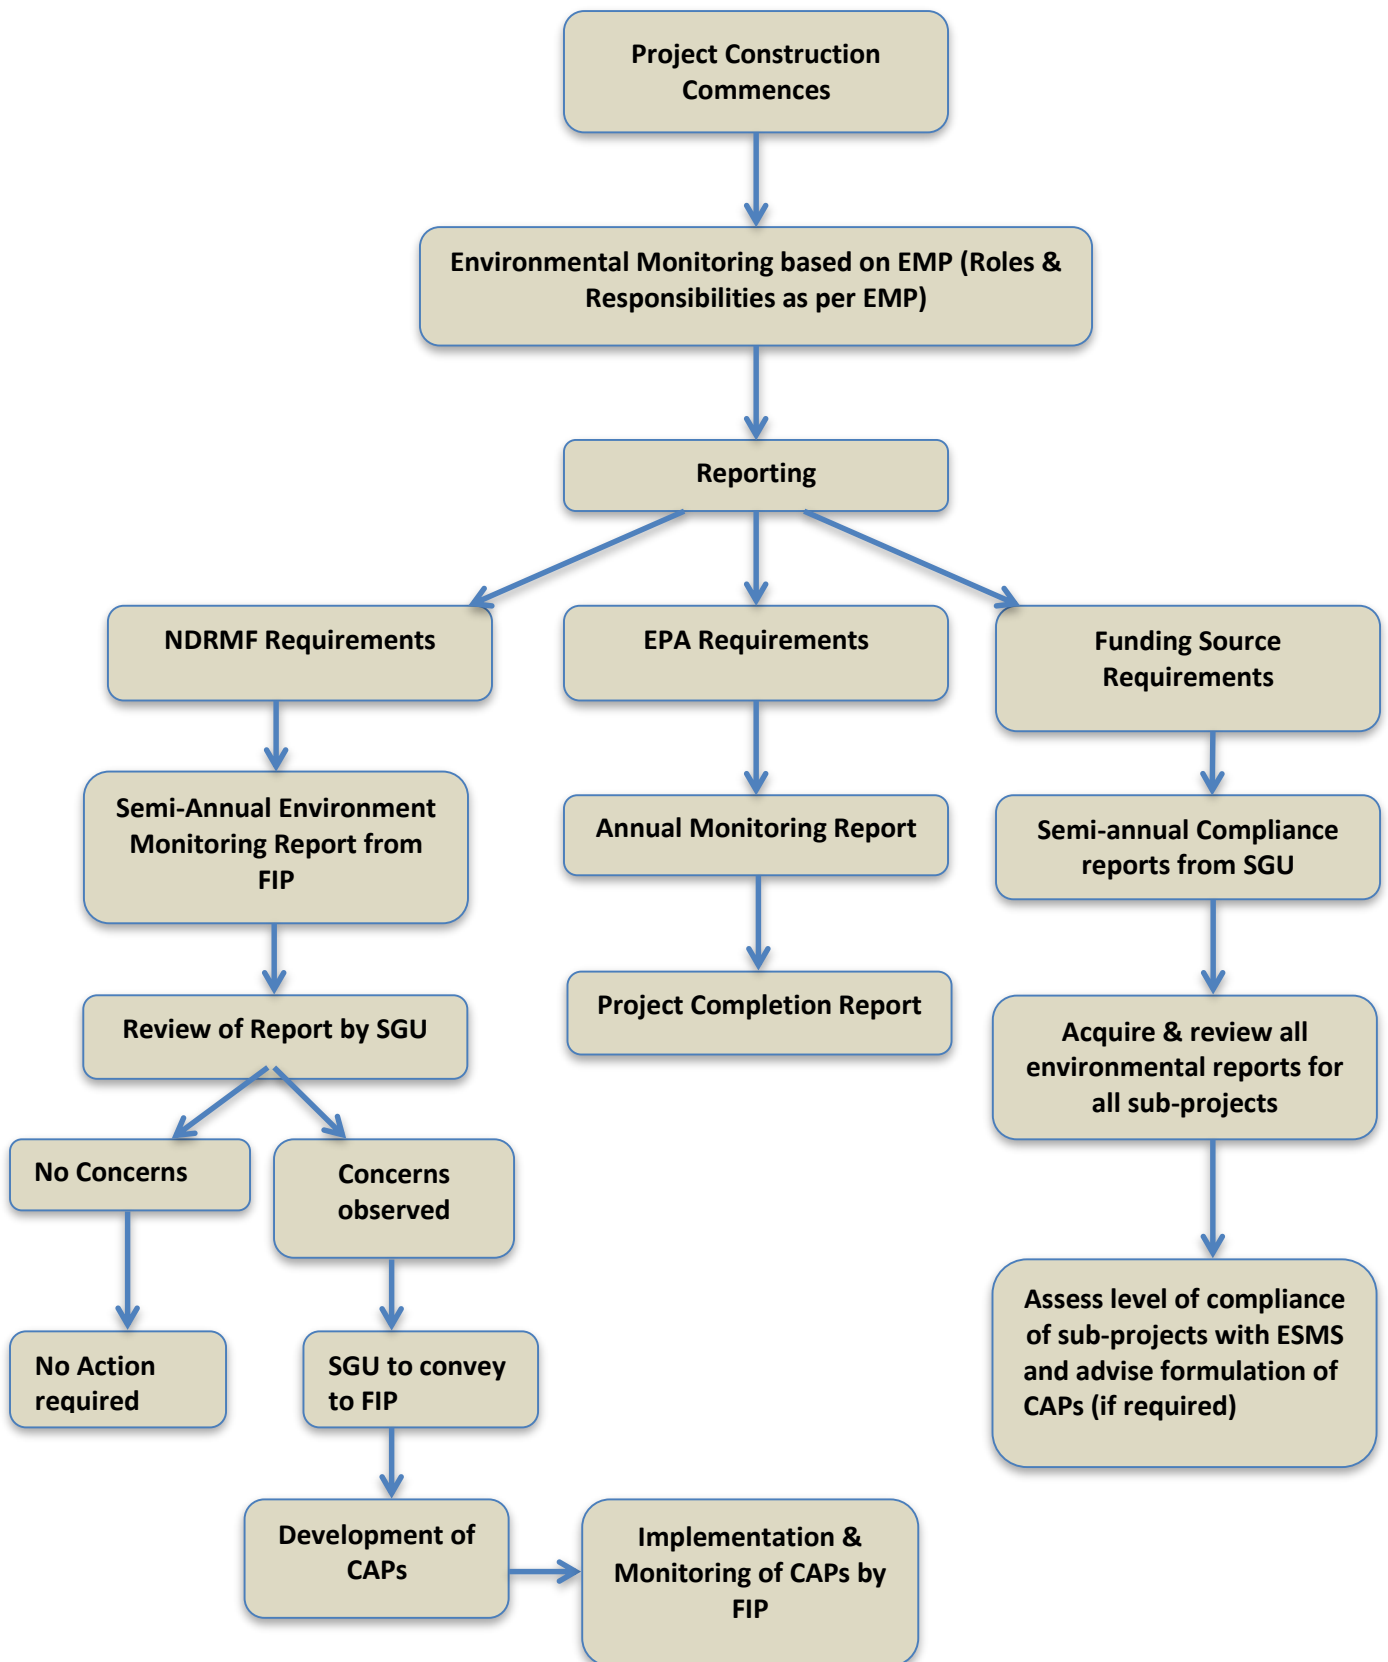 Project Construction
Commences
Environmental Monitoring based on EMP (Roles &
Responsibilities as per EMP)
Reporting
NDRMF Requirements
EPA Requirements
Funding Source
Requirements
Semi-Annual Environment
Monitoring Report from
FIP
Annual Monitoring Report
Semi-annual Compliance
reports from SGU
Review of Report by SGU
Project Completion Report
Acquire & review all
environmental reports for
all sub-projects
No Concerns
Concerns
observed
No Action
required
SGU to convey
to FIP
Assess level of compliance
of sub-projects with ESMS
and advise formulation of
CAPs (if required)
Development of
CAPs
Implementation &
Monitoring of CAPs by
FIP